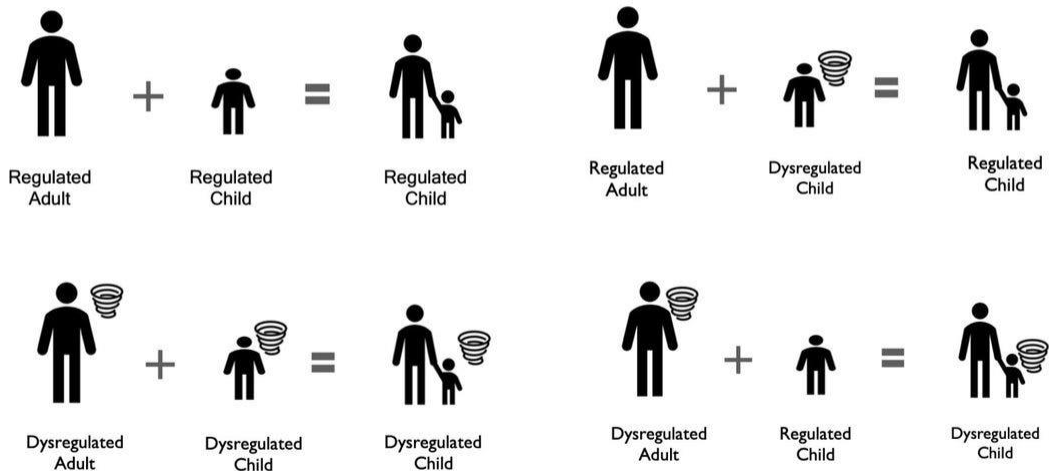 Regulated
Adult
+
Regulated
Child
=
Regulated
Child
Regulated
Adult
+
Dysregulated
Child
=
Regulated
Child
Dysregulated
Adult
+
Dysregulated
Child
=
Dysregulated
Child
Dysregulated
Adult
+
Regulated
Child
=
Dysregulated
Child